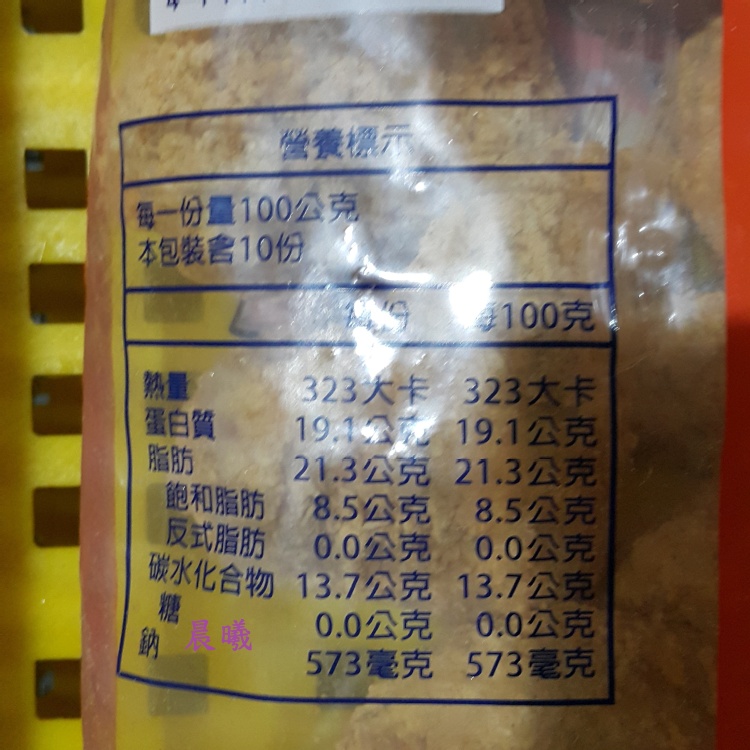 營養標示
每一份量100公克
本包裝含10份
每份 每100克
熱量 323大卡 323大卡
蛋白質 19.1公克 19.1公克
脂肪 21.3公克 21.3公克
飽和脂肪 8.5公克 8.5公克
反式脂肪 0.0公克 0.0公克
碳水化合物 13.7公克 13.7公克
糖 0.0公克 0.0公克
鈉 573毫克 573毫克
晨曦